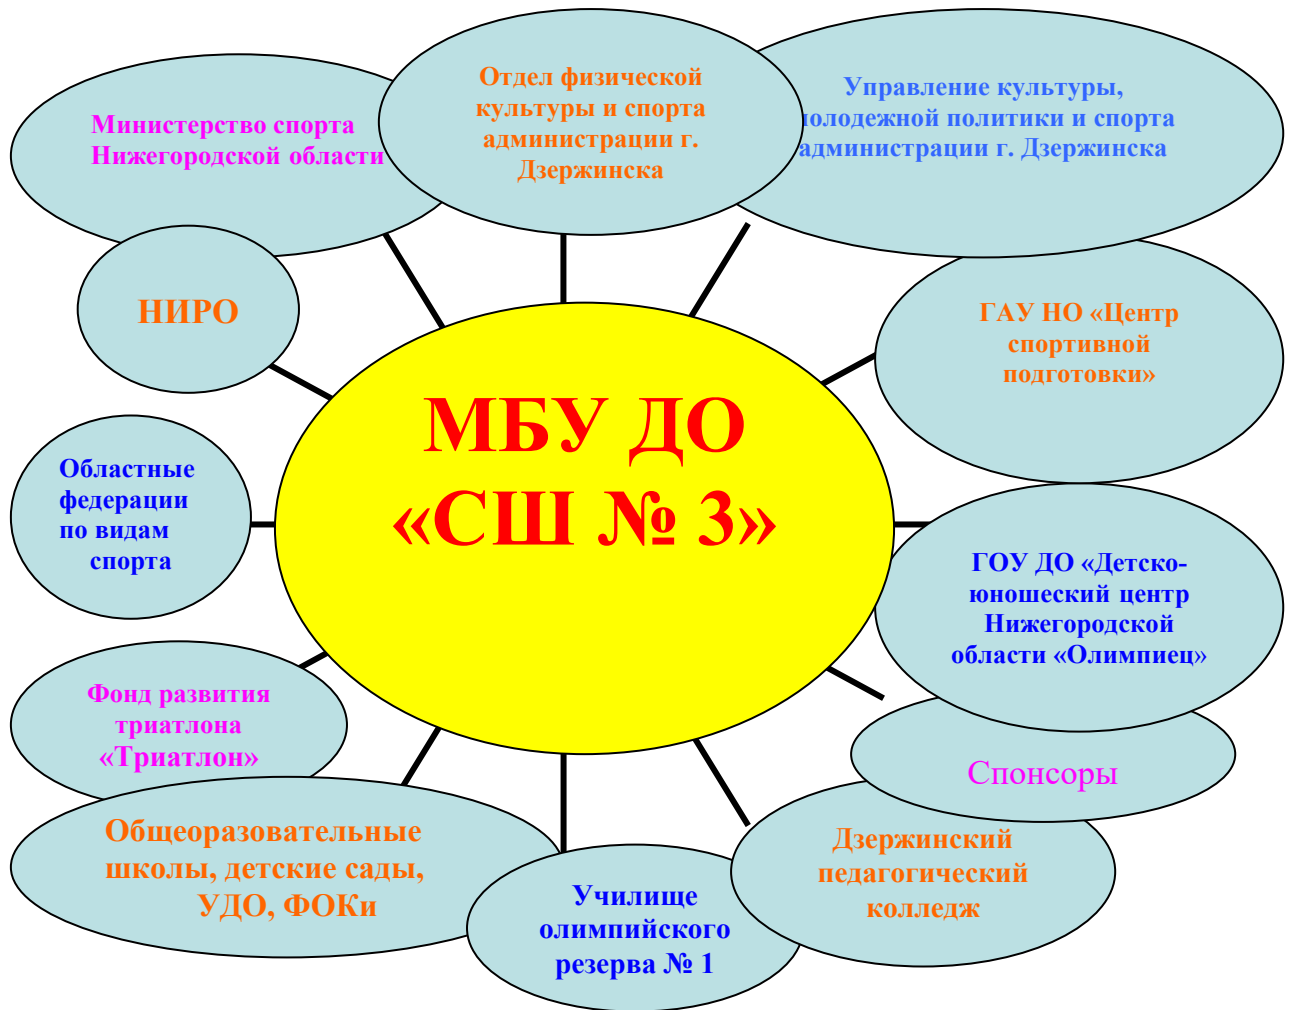 Министерство спорта
Нижегородской области
Отдел физической
культуры и спорта
администрации г.
Дзержинска
Управление культуры,
олодежной политики и спорта
администрации г. Дзержинска
НИРО
ГАУ НО «Центр
спортивной
подготовки»
МБУ ДО
«СШ № 3»
Областные
федерации
по видам
спорта
ГОУ ДО «Детско-
юношеский центр
Нижегородской
области «Олимпиец»
Фонд развития
триатлона
«Триатлон»
Спонсоры
Общеоразовательные
школы, детские сады,
УДО, ФОКи
Училище
олимпийского
резерва № 1
Дзержинский
педагогический
колледж